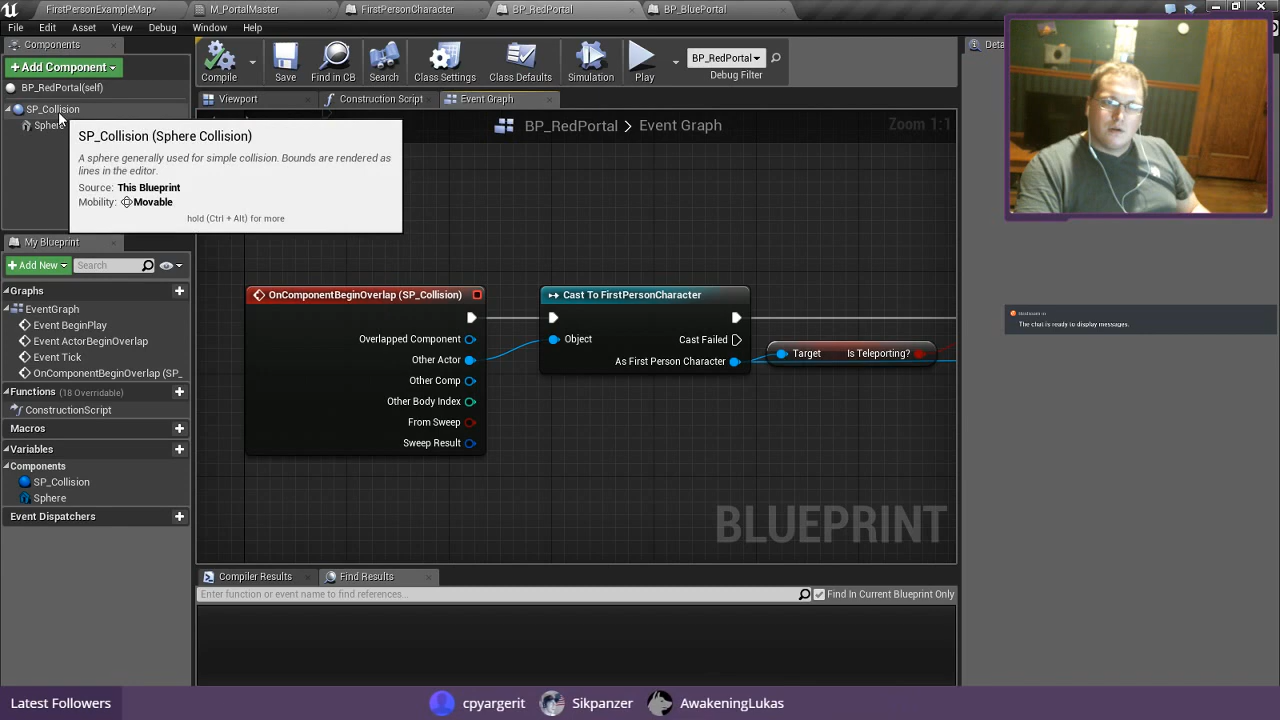 FirstPersonExampleMap*
M_PortalMaster
FirstPersonCharacter
BP_RedPortal
BP_BluePortal
File Edit Asset View Debug Window Help
Components
+Add Component
BP_RedPortal(self)
SP_Collision
Sphe
SP_Collision (Sphere Collision)
A sphere generally used for simple collision. Bounds are rendered as
lines in the editor.
Source: This Blueprint
Mobility: Movable
hold (Ctrl + Alt) for more
Compile
Save
Find in CB
Search
Class Settings
Class Defaults
Simulation
Play
BP_RedPortal
Debug Filter
Viewport
Construction Script
Event Graph
BP_RedPortal > Event Graph
Zoom 1:1
Deta
My Blueprint
+Add New
Search
Graphs
EventGraph
Event BeginPlay
Event ActorBeginOverlap
Event Tick
OnComponentBeginOverlap (SP_
Functions (18 Overridable)
ConstructionScript
Macros
Variables
Components
SP_Collision
Sphere
Event Dispatchers
OnComponentBeginOverlap (SP_Collision)
Overlapped Component
Other Actor
Other Comp
Other Body Index
From Sweep
Sweep Result
Cast To FirstPersonCharacter
Object
Cast Failed
As First Person Character
Target Is Teleporting?
BLUEPRINT
The chat is ready to display messages.
Compiler Results
Find Results
Enter function or event name to find references...
Find In Current Blueprint Only
Latest Followers
cpyargerit
Sikpanzer
AwakeningLukas